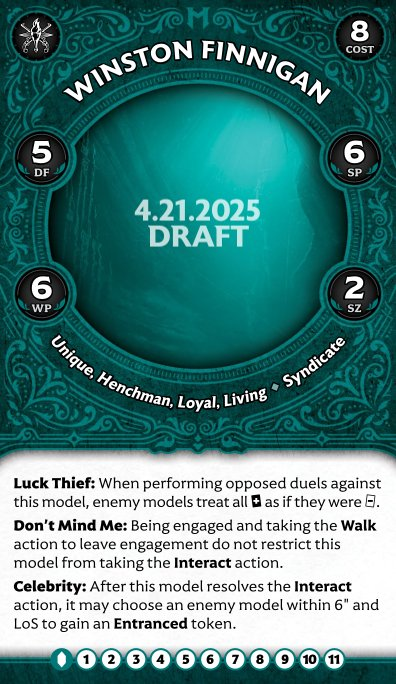 8
COST
WINSTON FINNIGAN
5
DF
6
SP
4.21.2025
DRAFT
6
WP
2
SZ
Unique, Henchman, Loyal, Living ◆ Syndicate
Luck Thief: When performing opposed duels against
this model, enemy models treat all + as if they were −.
Don't Mind Me: Being engaged and taking the Walk
action to leave engagement do not restrict this
model from taking the Interact action.
Celebrity: After this model resolves the Interact
action, it may choose an enemy model within 6" and
LoS to gain an Entranced token.
1 2 3 4 5 6 7 8 9 10 11